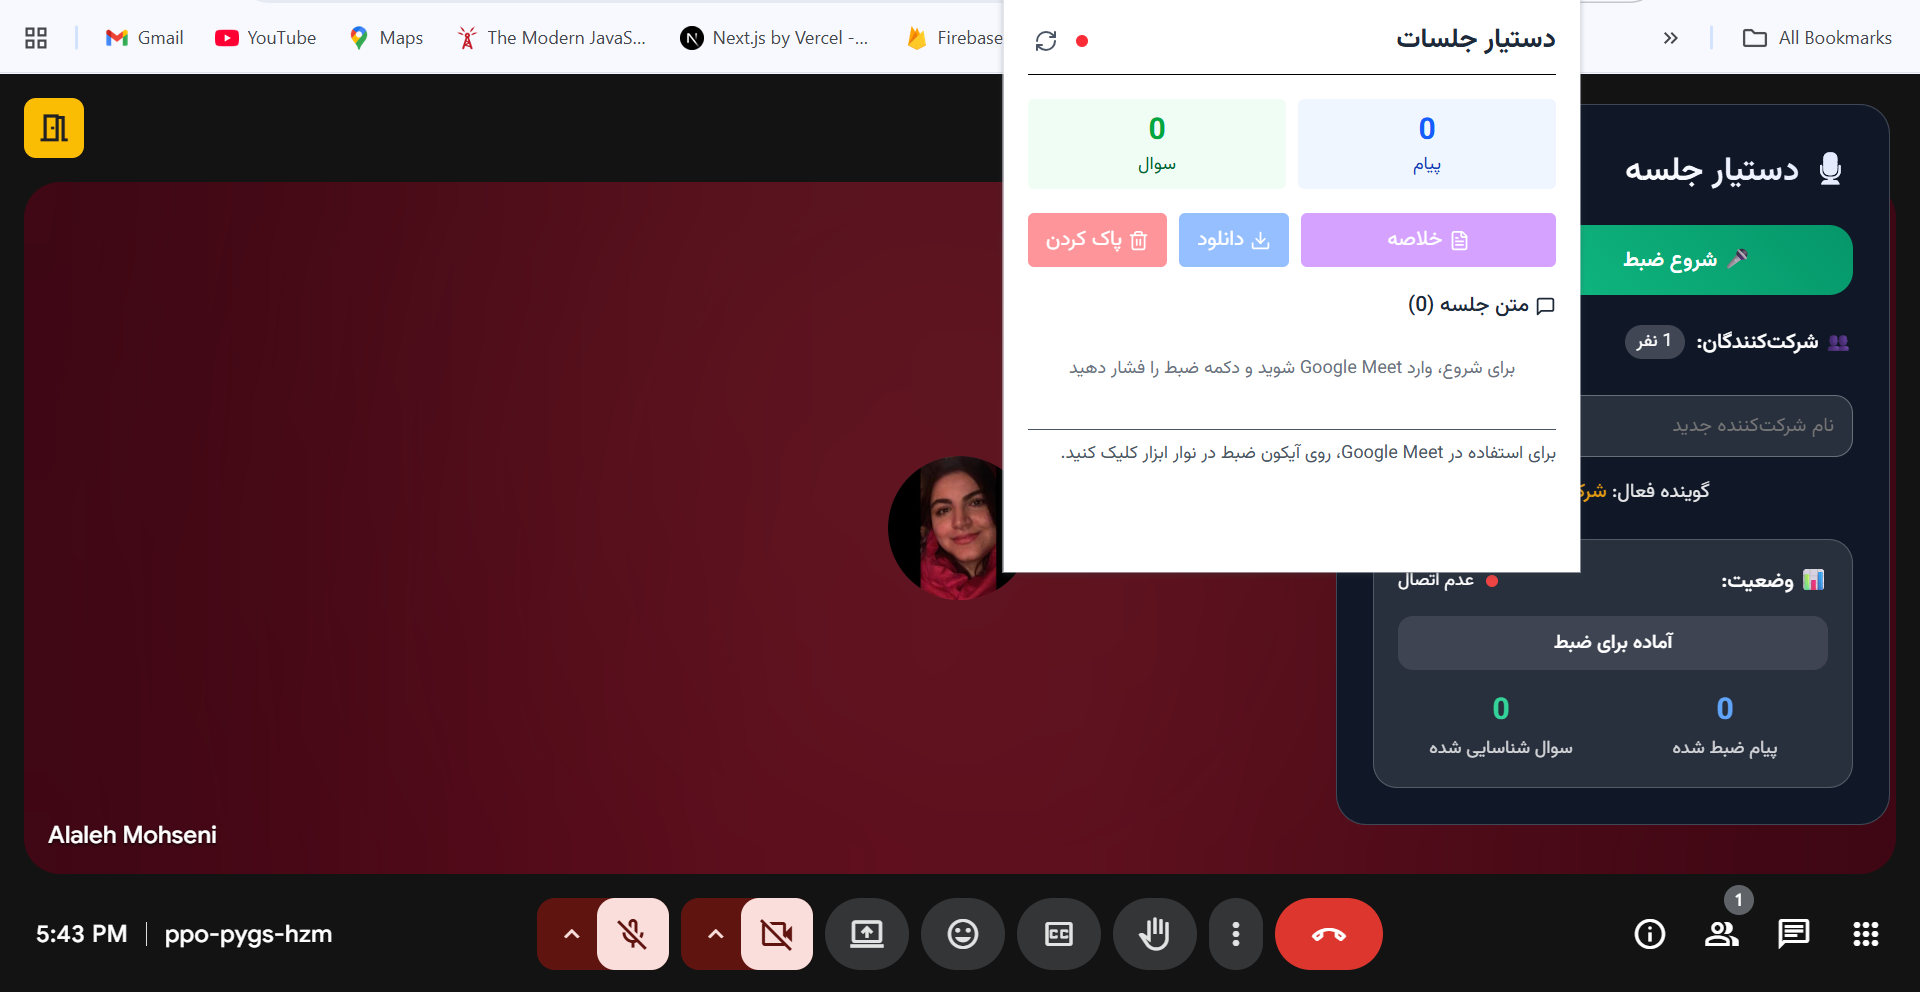 Gmail
YouTube
Maps
The Modern JavaS...
Next.js by Vercel -...
Firebase
All Bookmarks
دستیار جلسات
0
پیام
0
سوال
خلاصه
دانلود
پاک کردن
متن جلسه (0)
برای شروع، وارد Google Meet شوید و دکمه ضبط را فشار دهید
برای استفاده در Google Meet، روی آیکون ضبط در نوار ابزار کلیک کنید.
دستیار جلسه
شروع ضبط
شرکت‌کنندگان:
1 نفر
نام شرکت‌کننده جدید
گوینده فعال:
وضعیت:
عدم اتصال
آماده برای ضبط
0
پیام ضبط شده
0
سوال شناسایی شده
Alaleh Mohseni
5:43 PM
ppo-pygs-hzm
CC
1